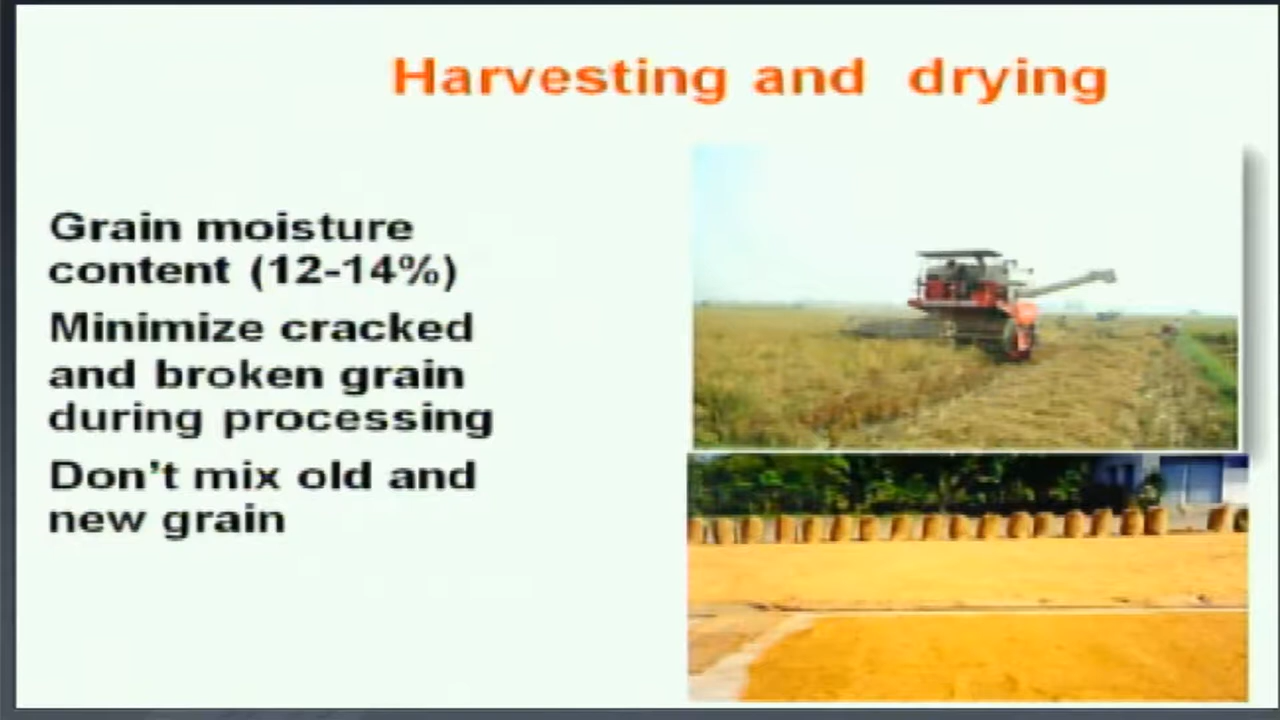 Harvesting and drying
Grain moisture
content (12-14%)
Minimize cracked
and broken grain
during processing
Don't mix old and
new grain